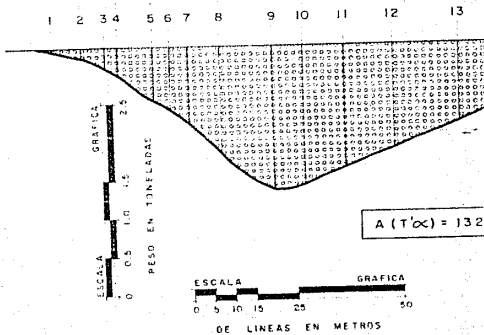 1 2 3 4 5 6 7 8 9 10 11 12 13
ESCALA GRAFICA
0 0.5 1.0 1.5 2.5
PESO EN TONELADAS
A (T'∝) = 132
ESCALA GRAFICA
0 5 10 15 25 50
DE LINEAS EN METROS